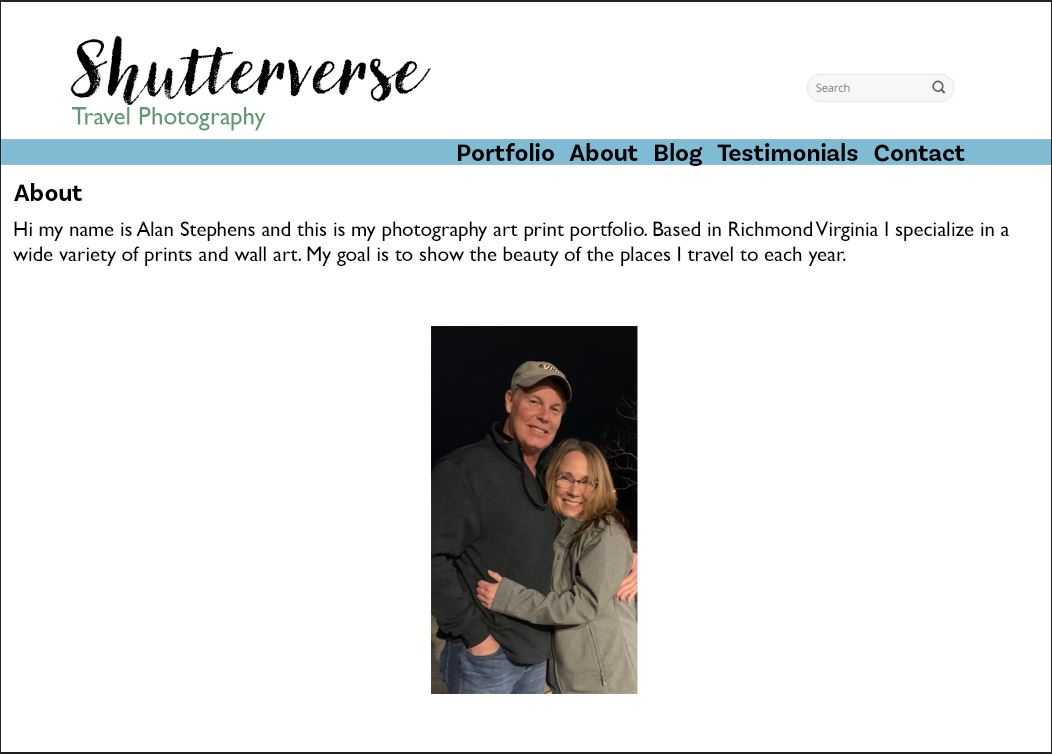 Shutterverse
Travel Photography
Search
Portfolio About Blog Testimonials Contact
About
Hi my name is Alan Stephens and this is my photography art print portfolio. Based in Richmond Virginia I specialize in a
wide variety of prints and wall art. My goal is to show the beauty of the places I travel to each year.